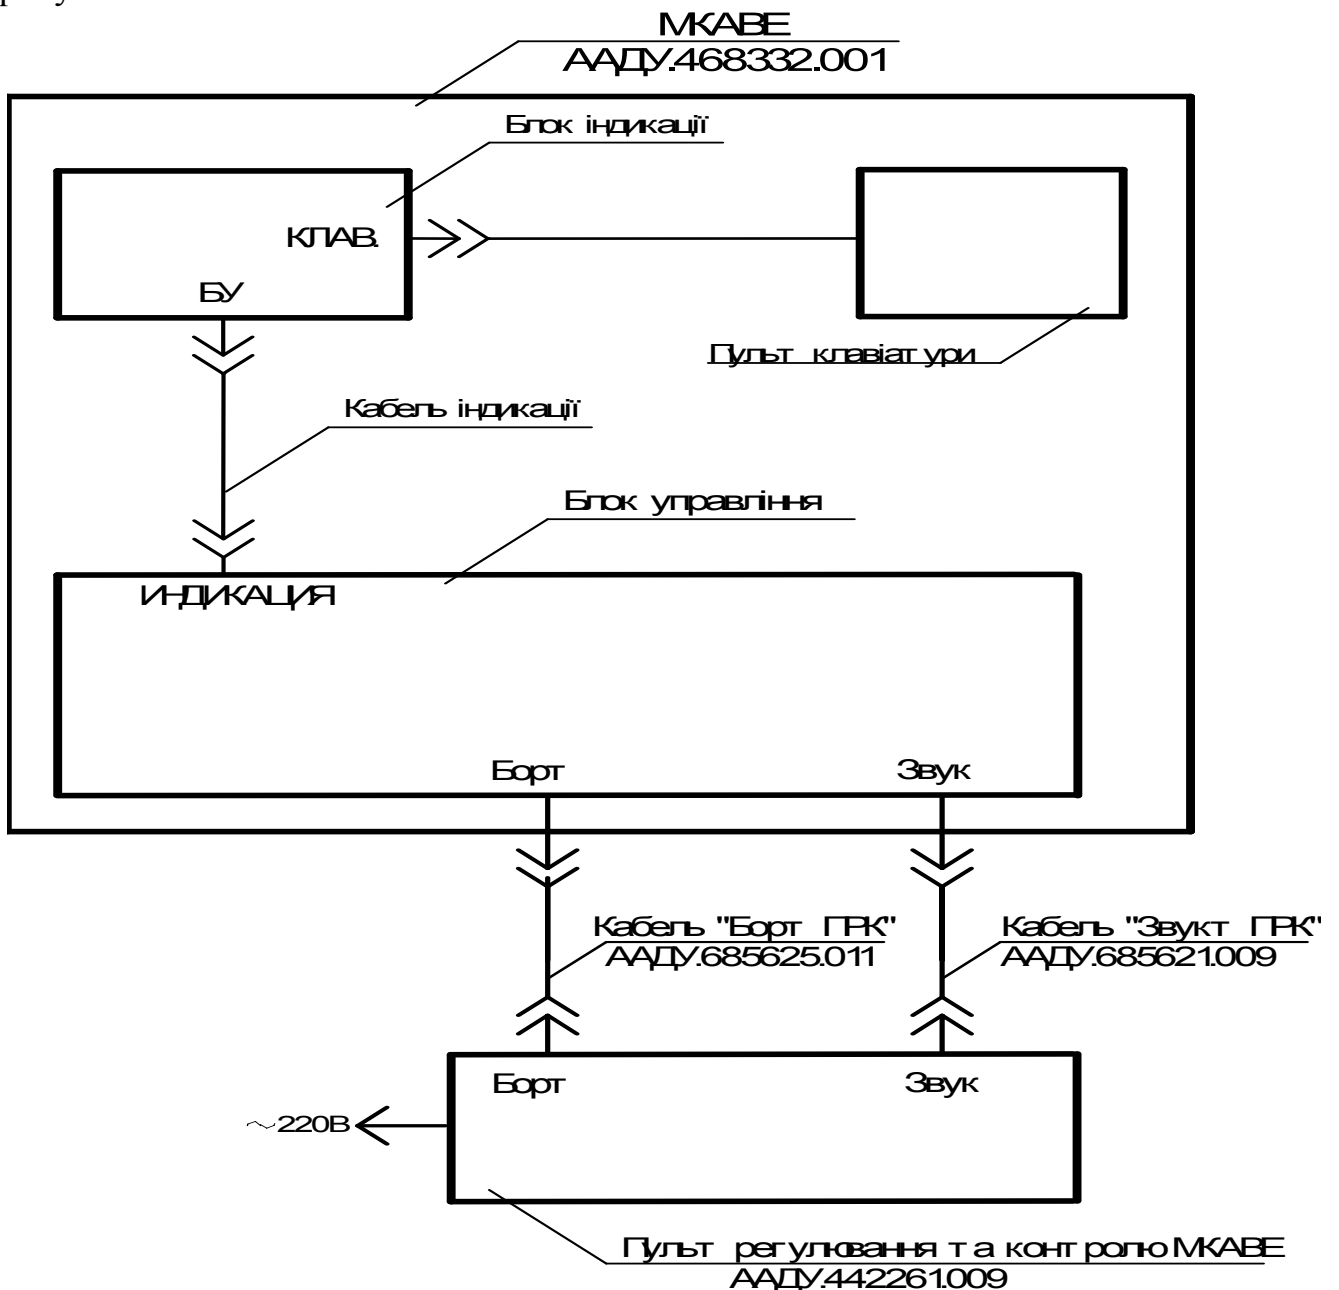 МКАВЕ
ААДУ.468332.001
Блок індикації
КЛАВ.
БУ
Пульт клавіатури
Кабель індикації
Блок управління
ИНДИКАЦИЯ
Борт Звук
Кабель "Борт ПРК" Кабель "Звукт ПРК"
ААДУ.685625.011 ААДУ.685621.009
Борт Звук
~220В
Пульт регулювання та контролю МКАВЕ
ААДУ.442261.009